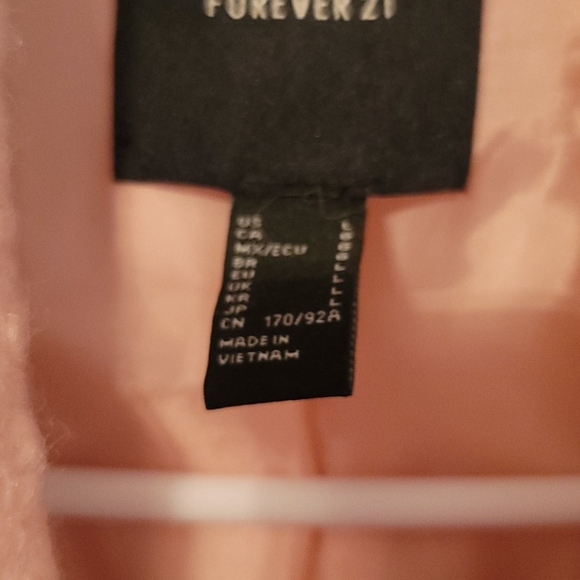 FOREVER 21
US L
CA
MX/ECU
BR
EU L
UK L
KR L
JP L
CN 170/92A
MADE IN
VIETNAM